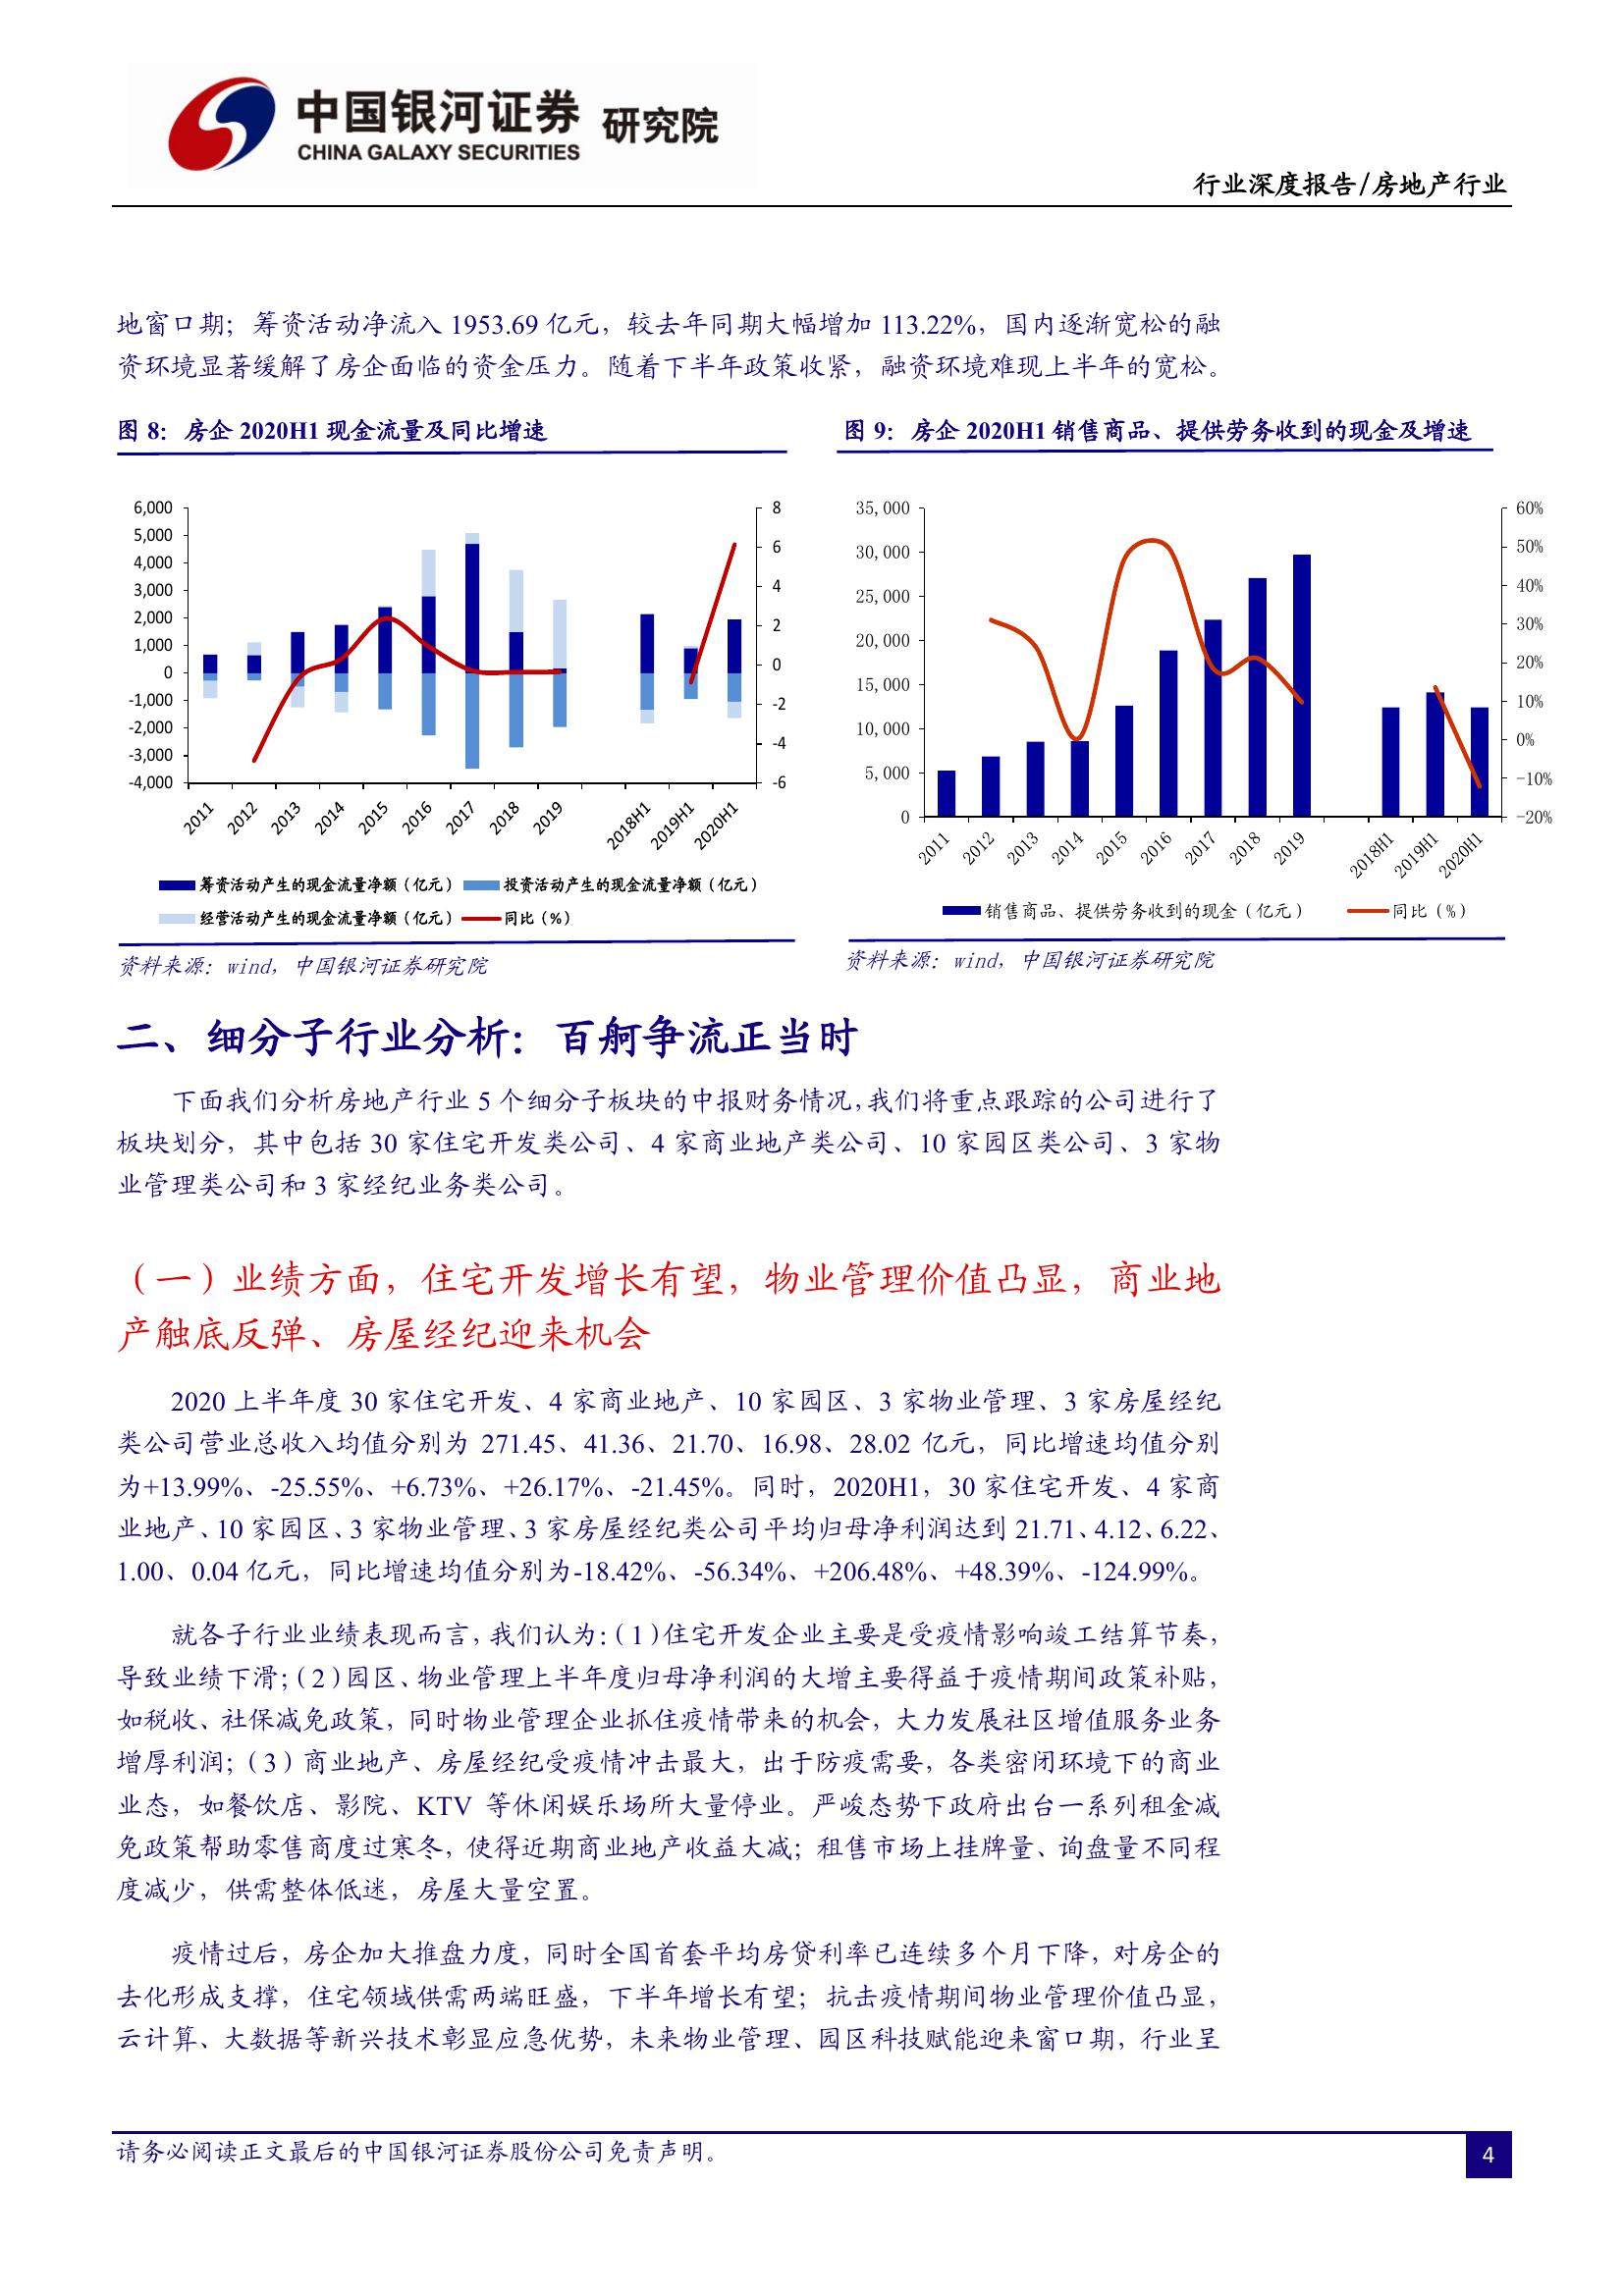 中国银河证券 研究院
CHINA GALAXY SECURITIES
行业深度报告/房地产行业
地窗口期；筹资活动净流入 1953.69 亿元，较去年同期大幅增加 113.22%，国内逐渐宽松的融
资环境显著缓解了房企面临的资金压力。随着下半年政策收紧，融资环境难现上半年的宽松。
图 8：房企 2020H1 现金流量及同比增速
6,000
5,000
4,000
3,000
2,000
1,000
0
-1,000
-2,000
-3,000
-4,000
8
6
4
2
0
-2
-4
-6
2011 2012 2013 2014 2015 2016 2017 2018 2019 2018H1 2019H1 2020H1
筹资活动产生的现金流量净额（亿元） 投资活动产生的现金流量净额（亿元）
经营活动产生的现金流量净额（亿元） 同比（%）
资料来源：wind，中国银河证券研究院
图 9：房企 2020H1 销售商品、提供劳务收到的现金及增速
35,000
30,000
25,000
20,000
15,000
10,000
5,000
0
60%
50%
40%
30%
20%
10%
0%
-10%
-20%
2011 2012 2013 2014 2015 2016 2017 2018 2019 2018H1 2019H1 2020H1
销售商品、提供劳务收到的现金（亿元） 同比（%）
资料来源：wind，中国银河证券研究院
二、细分子行业分析：百舸争流正当时
下面我们分析房地产行业 5 个细分子板块的中报财务情况，我们将重点跟踪的公司进行了
板块划分，其中包括 30 家住宅开发类公司、4 家商业地产类公司、10 家园区类公司、3 家物
业管理类公司和 3 家经纪业务类公司。
（一）业绩方面，住宅开发增长有望，物业管理价值凸显，商业地
产触底反弹、房屋经纪迎来机会
2020 上半年度 30 家住宅开发、4 家商业地产、10 家园区、3 家物业管理、3 家房屋经纪
类公司营业总收入均值分别为 271.45、41.36、21.70、16.98、28.02 亿元，同比增速均值分别
为+13.99%、-25.55%、+6.73%、+26.17%、-21.45%。同时，2020H1，30 家住宅开发、4 家商
业地产、10 家园区、3 家物业管理、3 家房屋经纪类公司平均归母净利润达到 21.71、4.12、6.22、
1.00、0.04 亿元，同比增速均值分别为-18.42%、-56.34%、+206.48%、+48.39%、-124.99%。
就各子行业业绩表现而言，我们认为：（1）住宅开发企业主要是受疫情影响竣工结算节奏，
导致业绩下滑；（2）园区、物业管理上半年度归母净利润的大增主要得益于疫情期间政策补贴，
如税收、社保减免政策，同时物业管理企业抓住疫情带来的机会，大力发展社区增值服务业务
增厚利润；（3）商业地产、房屋经纪受疫情冲击最大，出于防疫需要，各类密闭环境下的商业
业态，如餐饮店、影院、KTV 等休闲娱乐场所大量停业。严峻态势下政府出台一系列租金减
免政策帮助零售商度过寒冬，使得近期商业地产收益大减；租售市场上挂牌量、询盘量不同程
度减少，供需整体低迷，房屋大量空置。
疫情过后，房企加大推盘力度，同时全国首套平均房贷利率已连续多个月下降，对房企的
去化形成支撑，住宅领域供需两端旺盛，下半年增长有望；抗击疫情期间物业管理价值凸显，
云计算、大数据等新兴技术彰显应急优势，未来物业管理、园区科技赋能迎来窗口期，行业呈
请务必阅读正文最后的中国银河证券股份公司免责声明。
4